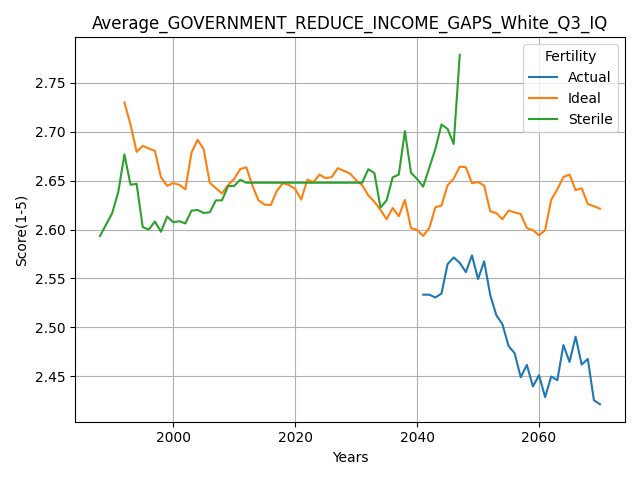 Average_GOVERNMENT_REDUCE_INCOME_GAPS_White_Q3_IQ
Fertility
Actual
Ideal
Sterile
Score(1-5)
2.75
2.70
2.65
2.60
2.55
2.50
2.45
2000
2020
2040
2060
Years